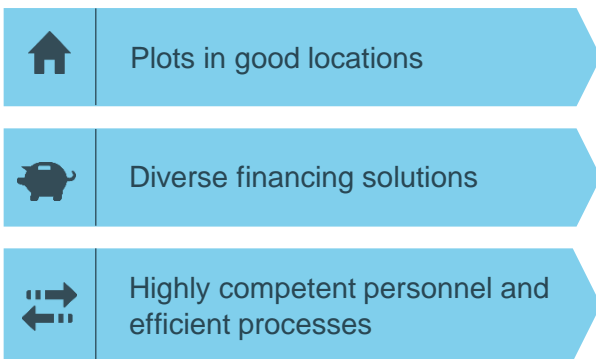 Plots in good locations
Diverse financing solutions
Highly competent personnel and
efficient processes